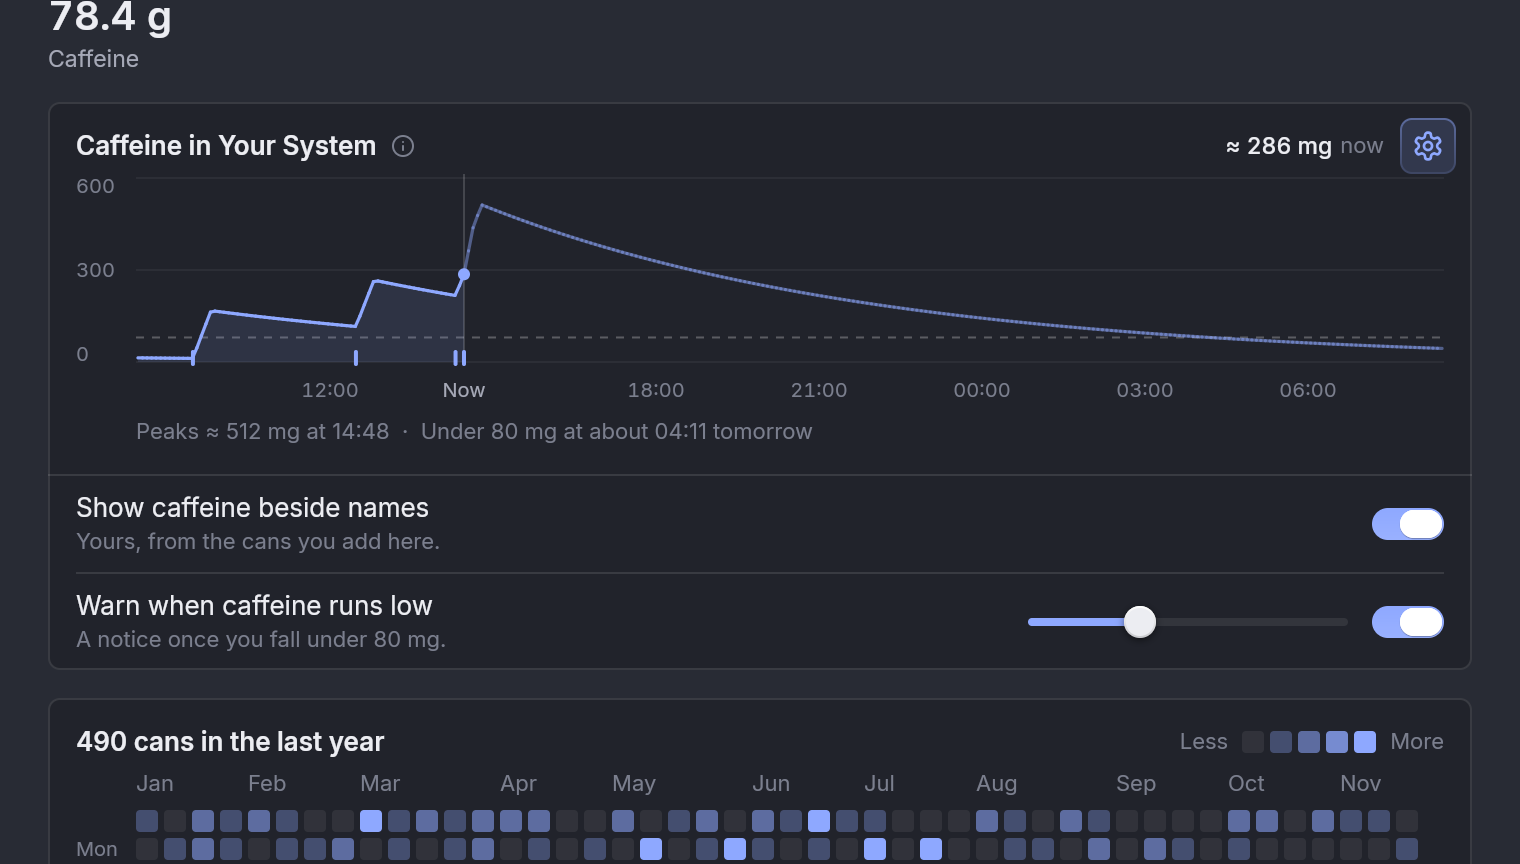 78.4 g
Caffeine
Caffeine in Your System
≈ 286 mg now
600
300
0
12:00 Now 18:00 21:00 00:00 03:00 06:00
Peaks ≈ 512 mg at 14:48 · Under 80 mg at about 04:11 tomorrow
Show caffeine beside names
Yours, from the cans you add here.
Warn when caffeine runs low
A notice once you fall under 80 mg.
490 cans in the last year
Less More
Jan Feb Mar Apr May Jun Jul Aug Sep Oct Nov
Mon